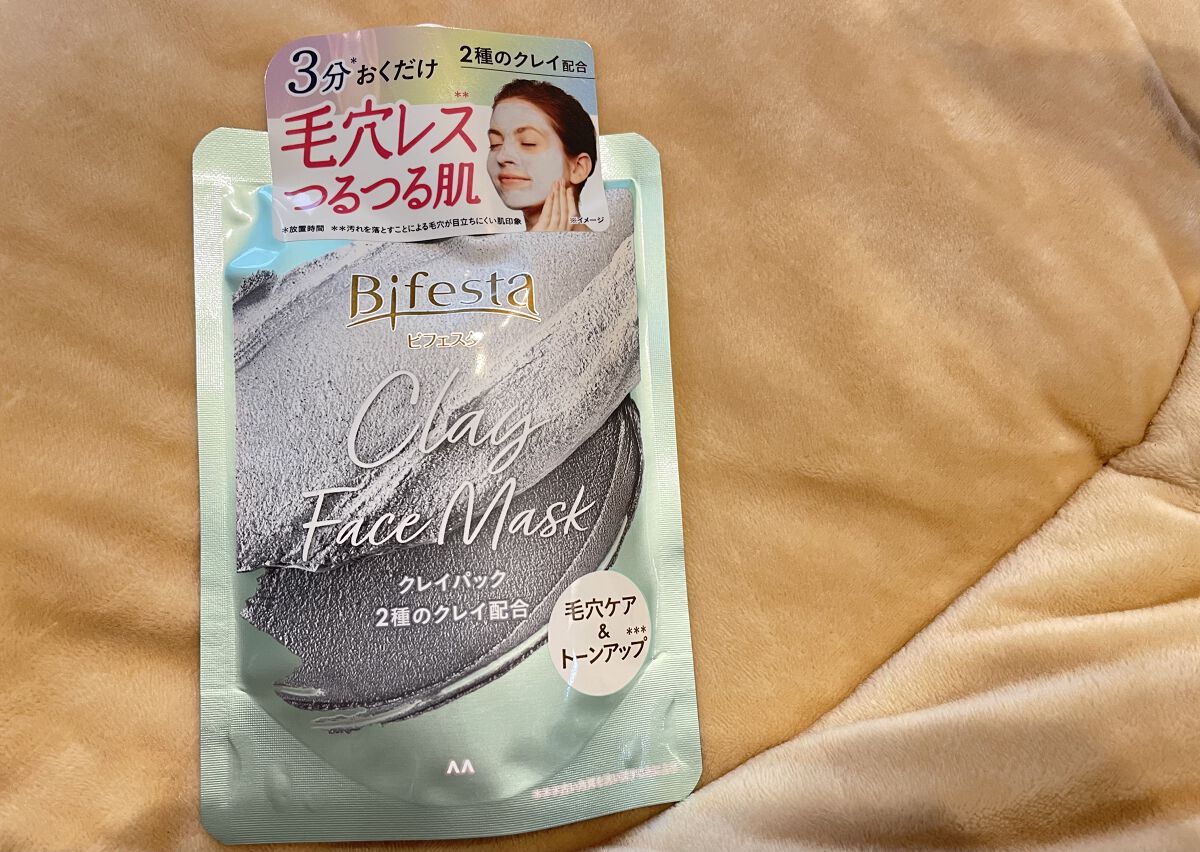 3分*おくだけ
2種のクレイ配合
毛穴レス**
つるつる肌
*放置時間 **汚れを落とすことによる毛穴が目立ちにくい肌印象
※イメージ
Bifesta
ビフェスタ
Clay
Face Mask
クレイパック
2種のクレイ配合
毛穴ケア
&
トーンアップ***